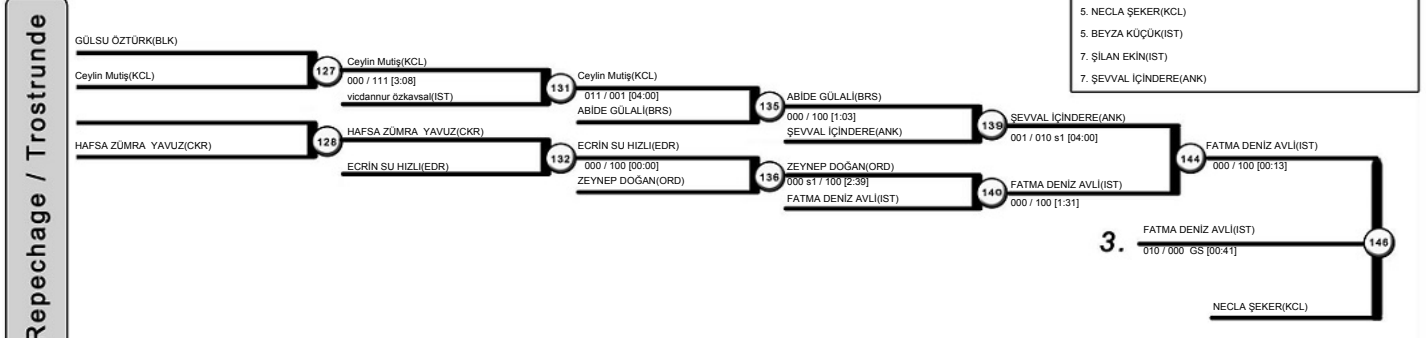 Repechage / Trostrunde
5. NECLA ŞEKER(KCL)
5. BEYZA KÜÇÜK(IST)
7. ŞİLAN EKİN(IST)
7. ŞEVVAL İÇİNDERE(ANK)
GÜLSU ÖZTÜRK(BLK)
Ceylin Mutiş(KCL)
127
Ceylin Mutiş(KCL)
000 / 111 [3:08]
vicdannur özkavsal(IST)
131
Ceylin Mutiş(KCL)
011 / 001 [04:00]
ABİDE GÜLALİ(BRS)
135
ABİDE GÜLALİ(BRS)
000 / 100 [1:03]
ŞEVVAL İÇİNDERE(ANK)
139
ŞEVVAL İÇİNDERE(ANK)
001 / 010 s1 [04:00]
HAFSA ZÜMRA YAVUZ(CKR)
128
HAFSA ZÜMRA YAVUZ(CKR)
ECRİN SU HIZLI(EDR)
132
ECRİN SU HIZLI(EDR)
000 / 100 [00:00]
ZEYNEP DOĞAN(ORD)
136
ZEYNEP DOĞAN(ORD)
000 s1 / 100 [2:39]
FATMA DENİZ AVLİ(IST)
140
FATMA DENİZ AVLİ(IST)
000 / 100 [1:31]
144
FATMA DENİZ AVLİ(IST)
000 / 100 [00:13]
3.
FATMA DENİZ AVLİ(IST)
010 / 000 GS [00:41]
146
NECLA ŞEKER(KCL)